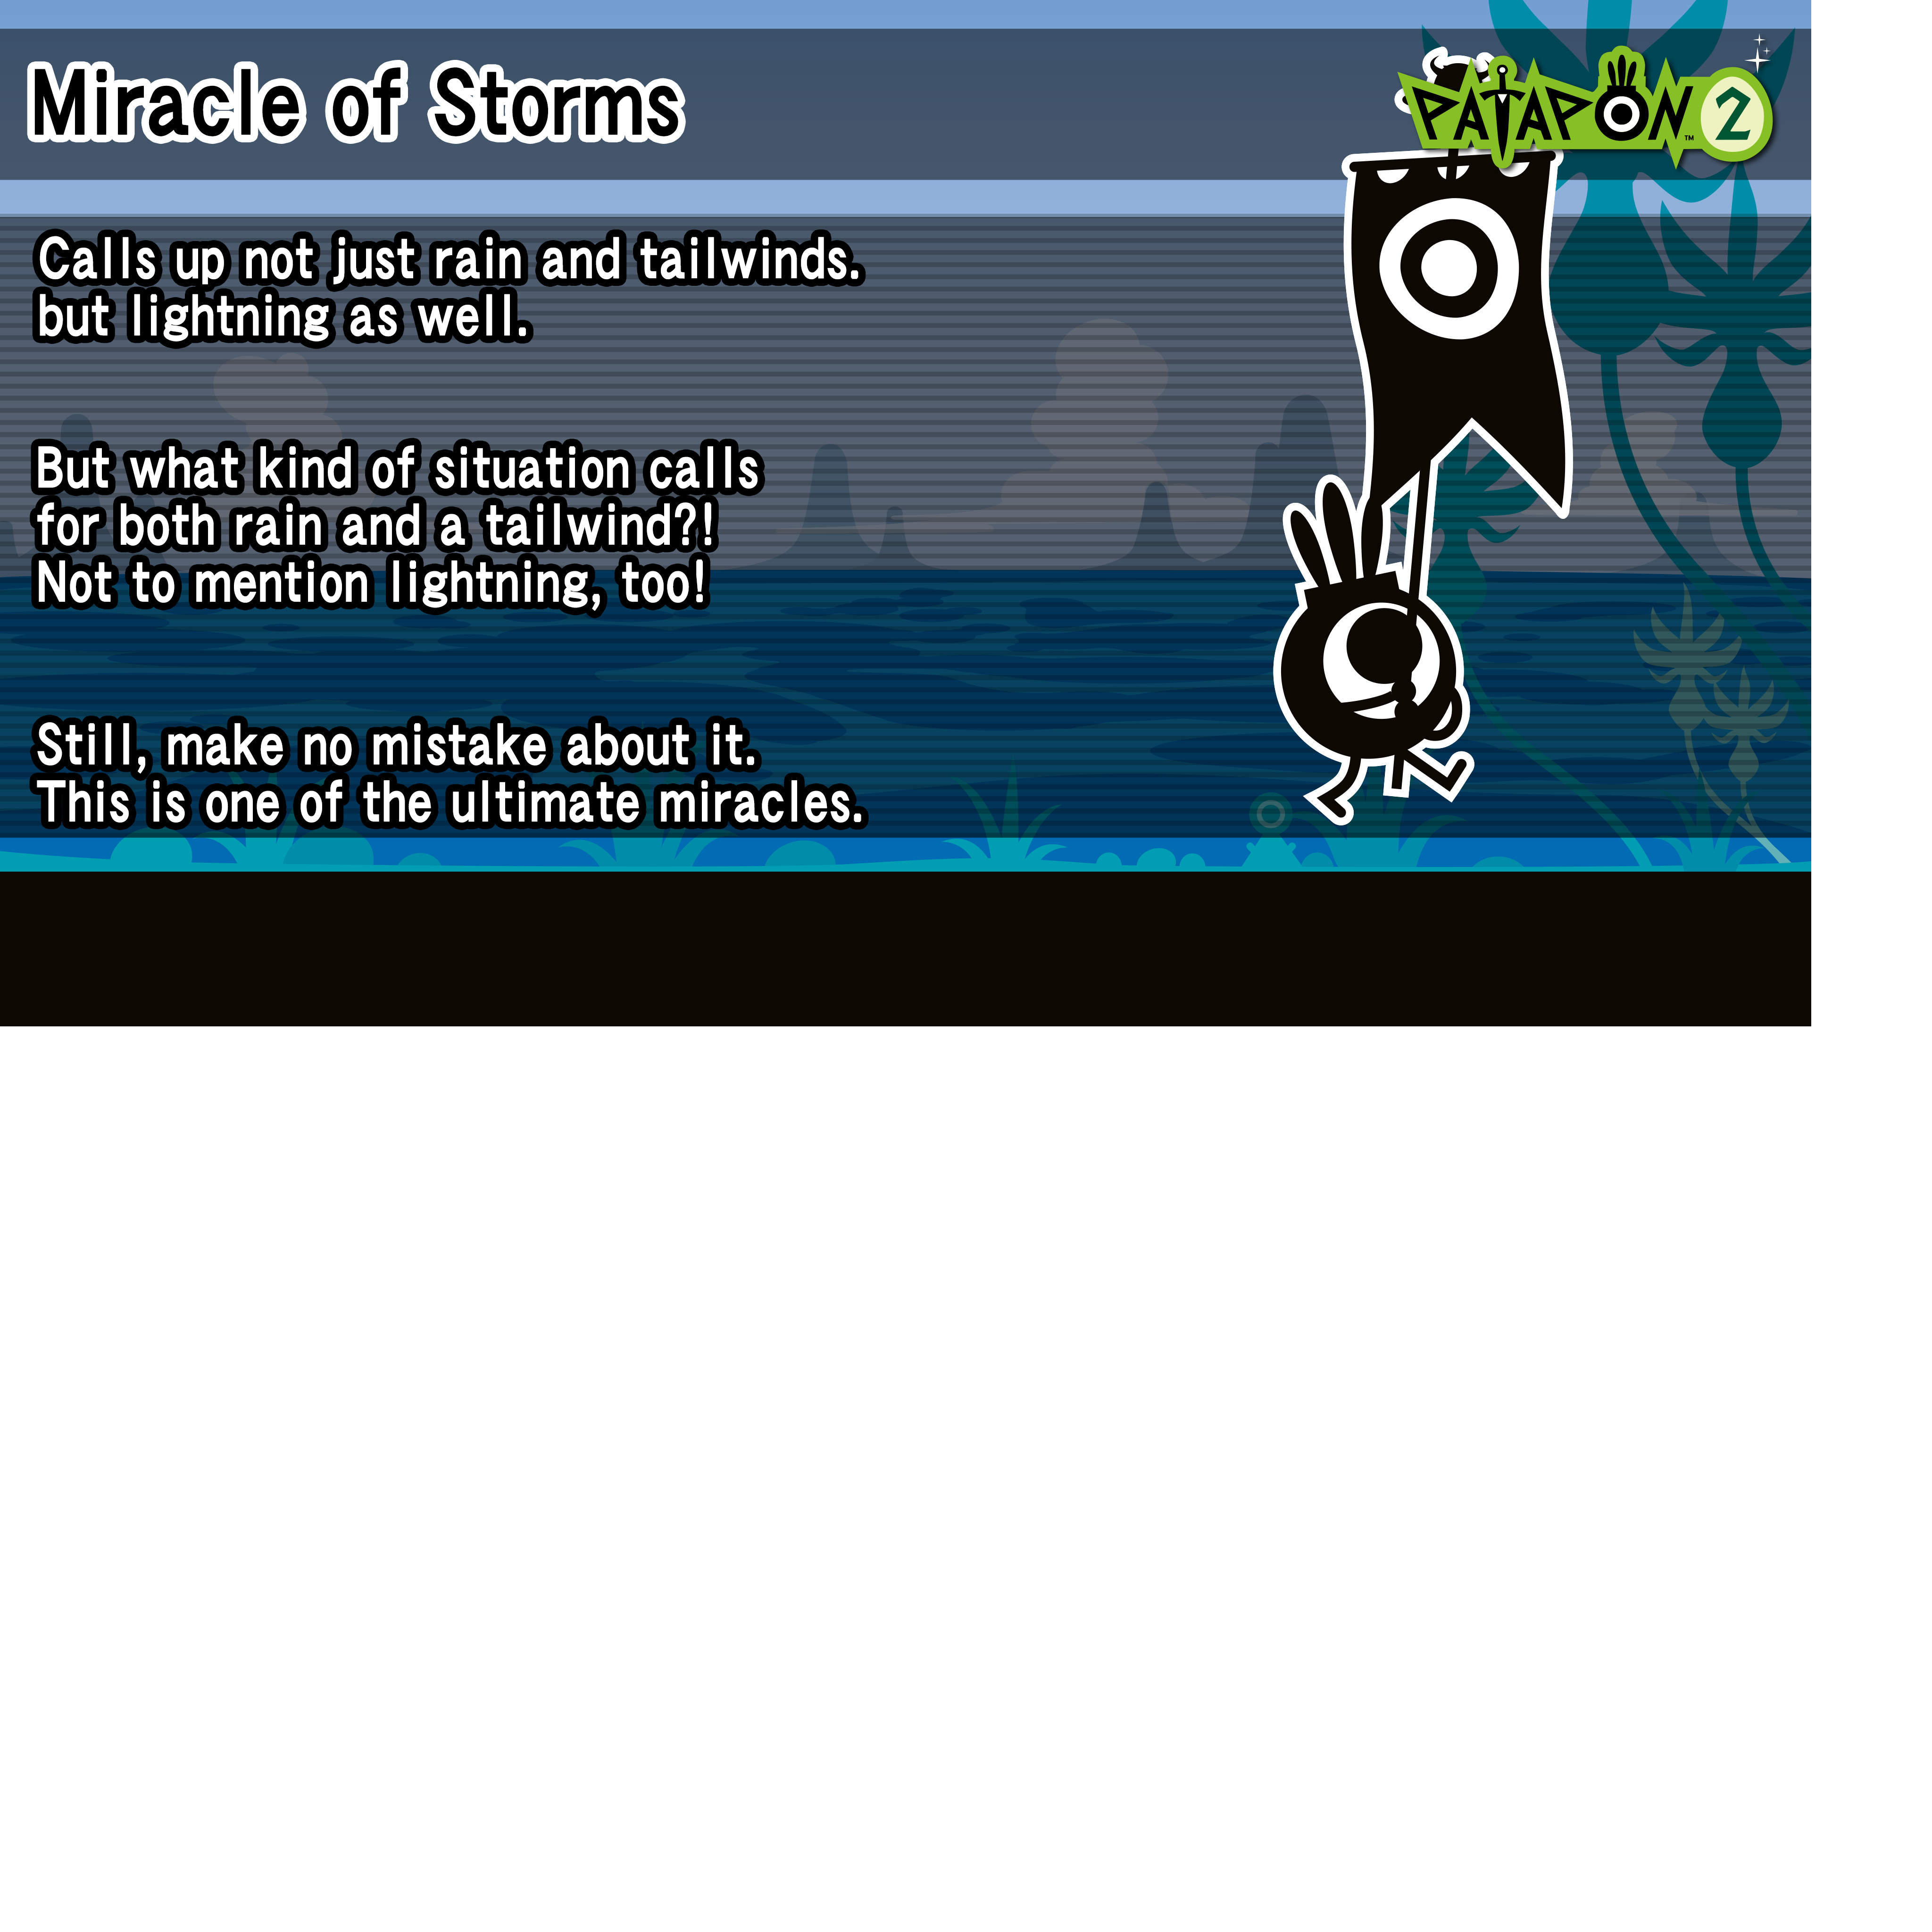 Miracle of Storms
PATAPON™ 2
Calls up not just rain and tailwinds.
but lightning as well.
But what kind of situation calls
for both rain and a tailwind?!
Not to mention lightning, too!
Still, make no mistake about it.
This is one of the ultimate miracles.